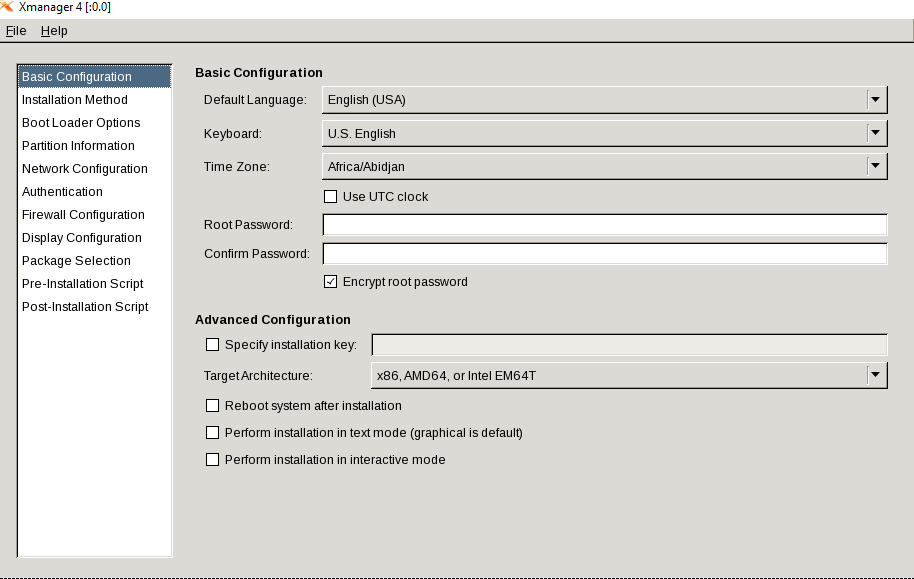 Xmanager 4 [:0.0]
File Help
Basic Configuration
Installation Method
Boot Loader Options
Partition Information
Network Configuration
Authentication
Firewall Configuration
Display Configuration
Package Selection
Pre-Installation Script
Post-Installation Script
Basic Configuration
Default Language: English (USA)
Keyboard: U.S. English
Time Zone: Africa/Abidjan
Use UTC clock
Root Password:
Confirm Password:
Encrypt root password
Advanced Configuration
Specify installation key:
Target Architecture: x86, AMD64, or Intel EM64T
Reboot system after installation
Perform installation in text mode (graphical is default)
Perform installation in interactive mode